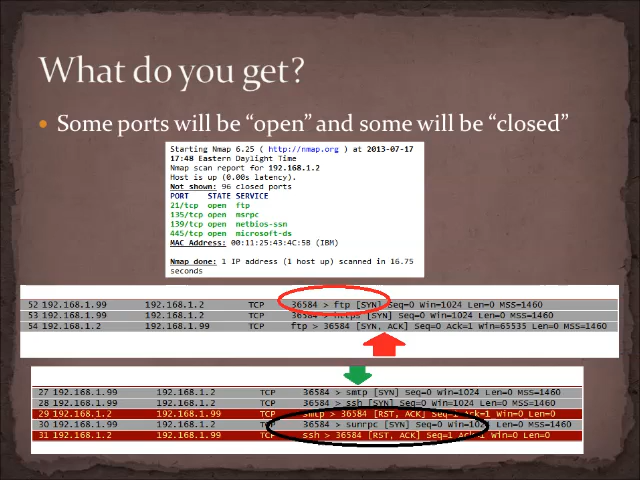 What do you get?
Some ports will be “open” and some will be “closed”
Starting Nmap 6.25 ( http://nmap.org ) at 2013-07-17
17:48 Eastern Daylight Time
Nmap scan report for 192.168.1.2
Host is up (0.00s latency).
Not shown: 96 closed ports
PORT STATE SERVICE
21/tcp open ftp
135/tcp open msrpc
139/tcp open netbios-ssn
445/tcp open microsoft-ds
MAC Address: 00:11:25:43:4C:5B (IBM)
Nmap done: 1 IP address (1 host up) scanned in 16.75
seconds
52 192.168.1.99 192.168.1.2 TCP 36584 > ftp [SYN] Seq=0 Win=1024 Len=0 MSS=1460
53 192.168.1.99 192.168.1.2 TCP 36584 > https [SYN] Seq=0 Win=1024 Len=0 MSS=1460
54 192.168.1.2 192.168.1.99 TCP ftp > 36584 [SYN, ACK] Seq=0 Ack=1 Win=65535 Len=0 MSS=1460
27 192.168.1.99 192.168.1.2 TCP 36584 > smtp [SYN] Seq=0 Win=1024 Len=0 MSS=1460
28 192.168.1.99 192.168.1.2 TCP 36584 > ssh [SYN] Seq=0 Win=1024 Len=0 MSS=1460
29 192.168.1.2 192.168.1.99 TCP smtp > 36584 [RST, ACK] Seq=1 Ack=1 Win=0 Len=0
30 192.168.1.99 192.168.1.2 TCP 36584 > sunrpc [SYN] Seq=0 Win=1024 Len=0 MSS=1460
31 192.168.1.2 192.168.1.99 TCP ssh > 36584 [RST, ACK] Seq=1 Ack=1 Win=0 Len=0